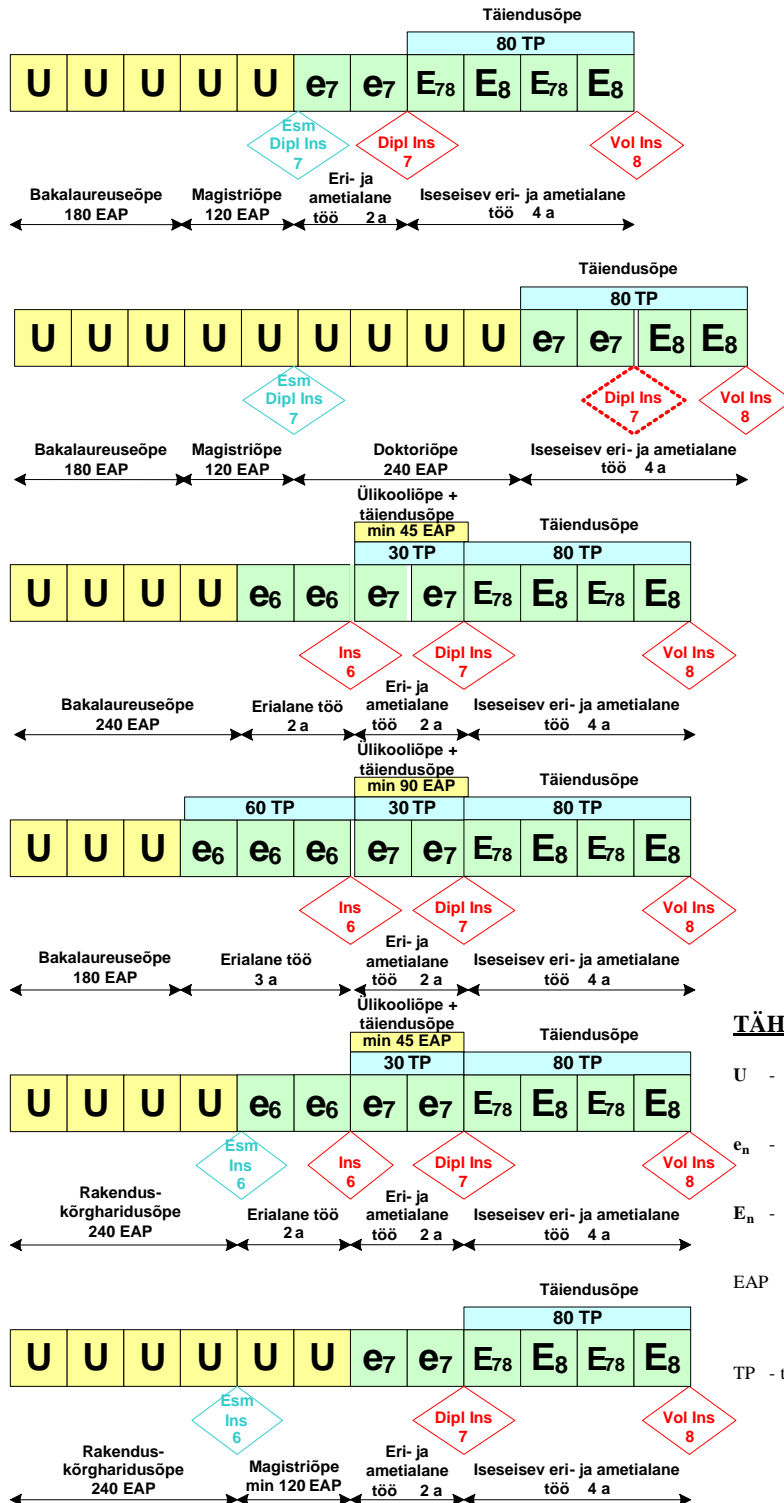 Täiendusõpe
80 TP
U U U U U e7 e7 E78 E8 E78 E8
Esm
Dipl Ins
7
Dipl Ins
7
Vol Ins
8
Bakalaureuseõpe
180 EAP
Magistriõpe
120 EAP
Eri- ja
ametialane
töö 2 a
Iseseisev eri- ja ametialane
töö 4 a
Täiendusõpe
80 TP
U U U U U U U U U e7 e7 E8 E8
Esm
Dipl Ins
7
Dipl Ins
7
Vol Ins
8
Bakalaureuseõpe
180 EAP
Magistriõpe
120 EAP
Doktoriõpe
240 EAP
Iseseisev eri- ja ametialane
töö 4 a
Ülikooliõpe +
täiendusõpe
min 45 EAP
30 TP
Täiendusõpe
80 TP
U U U U e6 e6 e7 e7 E78 E8 E78 E8
Ins
6
Dipl Ins
7
Vol Ins
8
Bakalaureuseõpe
240 EAP
Erialane töö
2 a
Eri- ja
ametialane
töö 2 a
Iseseisev eri- ja ametialane
töö 4 a
Ülikooliõpe +
täiendusõpe
min 90 EAP
60 TP
30 TP
Täiendusõpe
80 TP
U U U e6 e6 e6 e7 e7 E78 E8 E78 E8
Ins
6
Dipl Ins
7
Vol Ins
8
Bakalaureuseõpe
180 EAP
Erialane töö
3 a
Eri- ja
ametialane
töö 2 a
Iseseisev eri- ja ametialane
töö 4 a
Ülikooliõpe +
täiendusõpe
min 45 EAP
30 TP
Täiendusõpe
80 TP
U U U U e6 e6 e7 e7 E78 E8 E78 E8
Esm
Ins
6
Ins
6
Dipl Ins
7
Vol Ins
8
Rakendus-
kõrgharidusõpe
240 EAP
Erialane töö
2 a
Eri- ja
ametialane
töö 2 a
Iseseisev eri- ja ametialane
töö 4 a
Täiendusõpe
80 TP
U U U U U U e7 e7 E78 E8 E78 E8
Esm
Ins
6
Dipl Ins
7
Vol Ins
8
Rakendus-
kõrgharidusõpe
240 EAP
Magistriõpe
min 120 EAP
Eri- ja
ametialane
töö 2 a
Iseseisev eri- ja ametialane
töö 4 a
TÄH
U -
en -
En -
EAP
TP - t